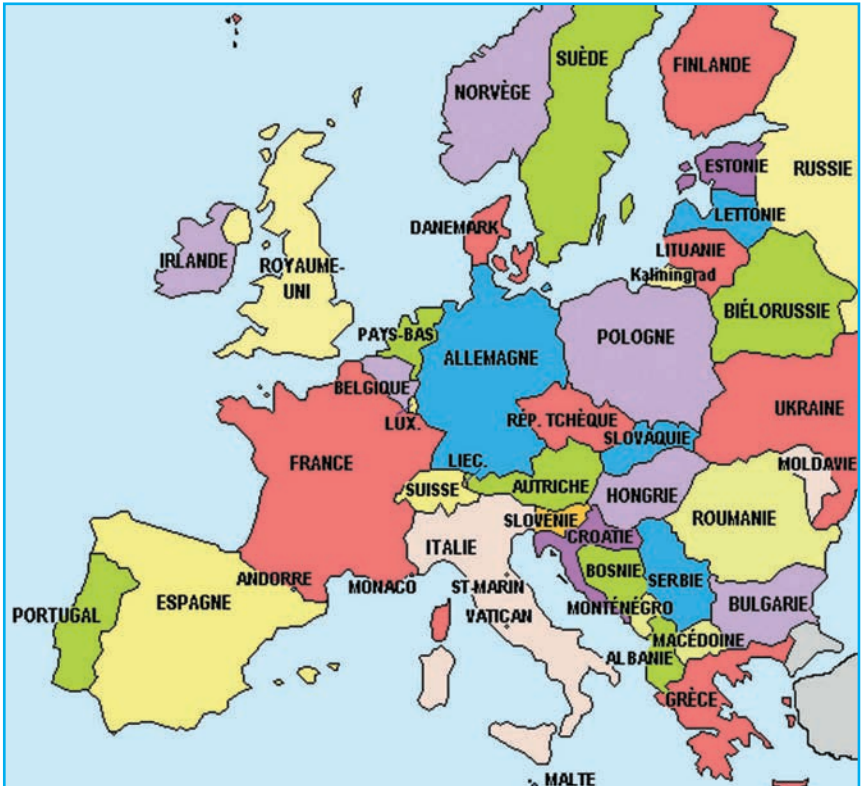 SUÈDE
FINLANDE
NORVÈGE
ESTONIE
RUSSIE
LETTONIE
DANEMARK
LITUANIE
IRLANDE
ROYAUME-
UNI
Kaliningrad
BIÉLORUSSIE
PAYS-BAS
POLOGNE
ALLEMAGNE
BELGIQUE
UKRAINE
LUX.
RÉP. TCHÈQUE
SLOVAQUIE
FRANCE
LIEC.
MOLDAVIE
SUISSE
AUTRICHE
HONGRIE
SLOVÉNIE
ROUMANIE
CROATIE
ITALIE
BOSNIE
ANDORRE
MONACO
ST-MARIN
SERBIE
PORTUGAL
ESPAGNE
VATICAN
MONTÉNÉGRO
BULGARIE
MACÉDOINE
ALBANIE
GRÈCE
MALTE